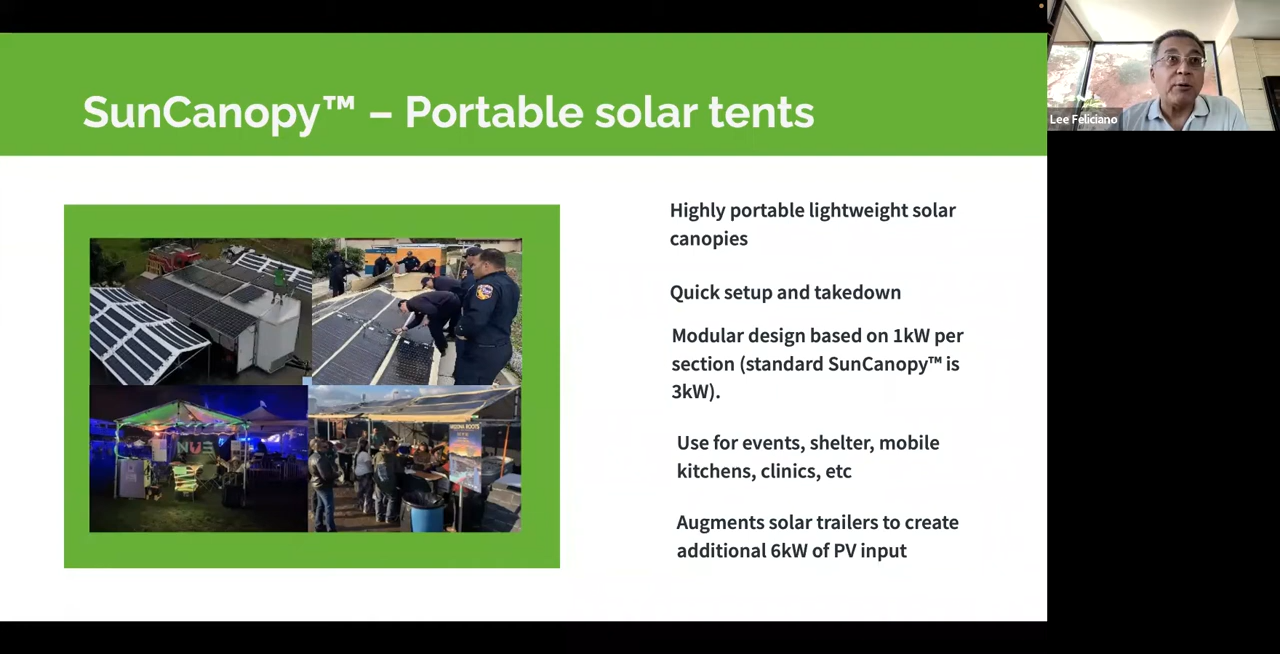 SunCanopy™ – Portable solar tents
Lee Feliciano
Highly portable lightweight solar
canopies
Quick setup and takedown
Modular design based on 1kW per
section (standard SunCanopy™ is
3kW).
Use for events, shelter, mobile
kitchens, clinics, etc
Augments solar trailers to create
additional 6kW of PV input